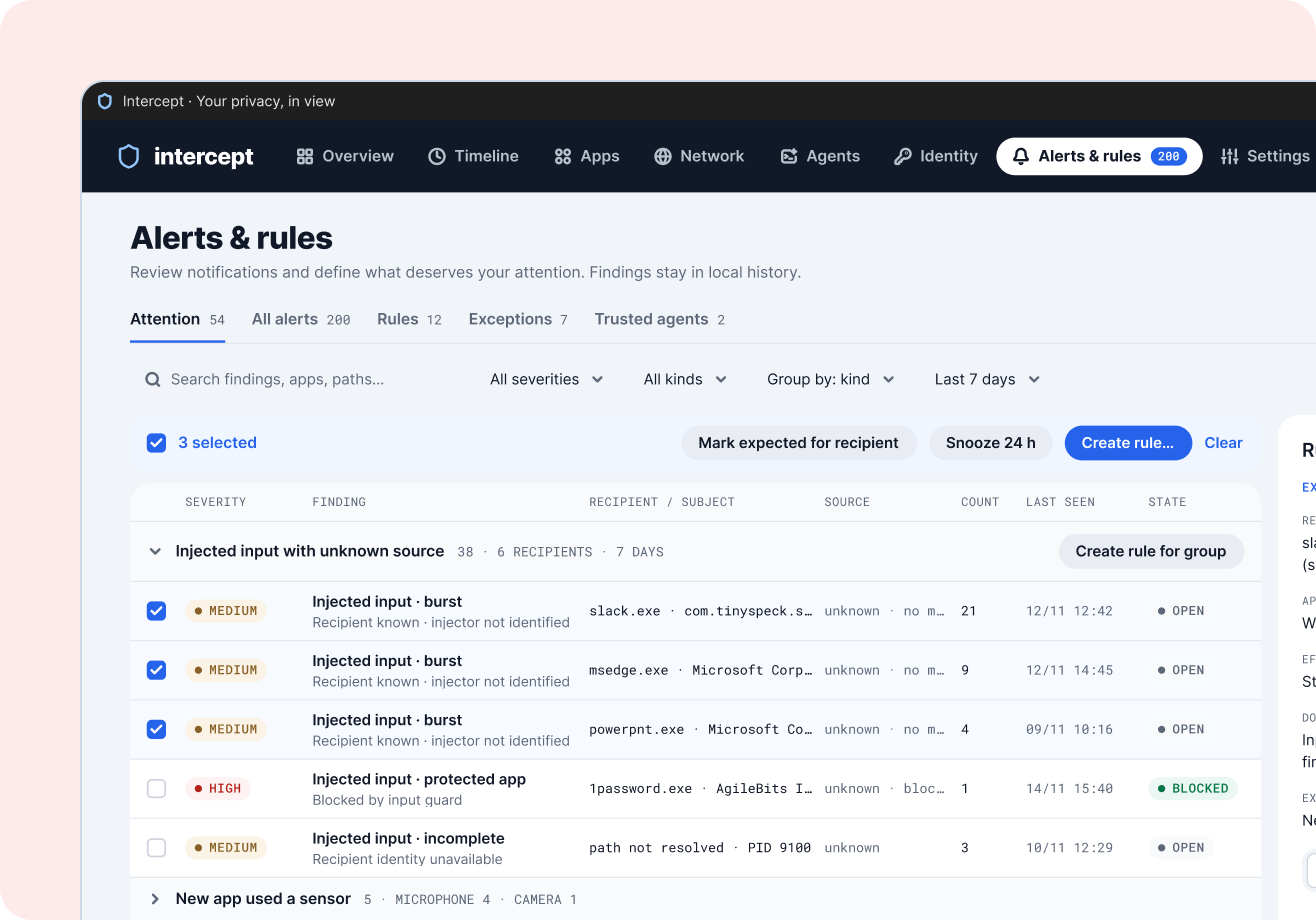 Intercept · Your privacy, in view
intercept Overview Timeline Apps Network Agents Identity Alerts & rules 200 Settings
Alerts & rules
Review notifications and define what deserves your attention. Findings stay in local history.
Attention 54 All alerts 200 Rules 12 Exceptions 7 Trusted agents 2
Search findings, apps, paths... All severities All kinds Group by: kind Last 7 days
3 selected Mark expected for recipient Snooze 24 h Create rule... Clear
SEVERITY FINDING RECIPIENT / SUBJECT SOURCE COUNT LAST SEEN STATE
Injected input with unknown source 38 · 6 RECIPIENTS · 7 DAYS Create rule for group
MEDIUM Injected input · burst slack.exe · com.tinyspeck.s… unknown · no m… 21 12/11 12:42 OPEN
Recipient known · injector not identified
MEDIUM Injected input · burst msedge.exe · Microsoft Corp… unknown · no m… 9 12/11 14:45 OPEN
Recipient known · injector not identified
MEDIUM Injected input · burst powerpnt.exe · Microsoft Co… unknown · no m… 4 09/11 10:16 OPEN
Recipient known · injector not identified
HIGH Injected input · protected app 1password.exe · AgileBits I… unknown · bloc… 1 14/11 15:40 BLOCKED
Blocked by input guard
MEDIUM Injected input · incomplete path not resolved · PID 9100 unknown 3 10/11 12:29 OPEN
Recipient identity unavailable
New app used a sensor 5 · MICROPHONE 4 · CAMERA 1